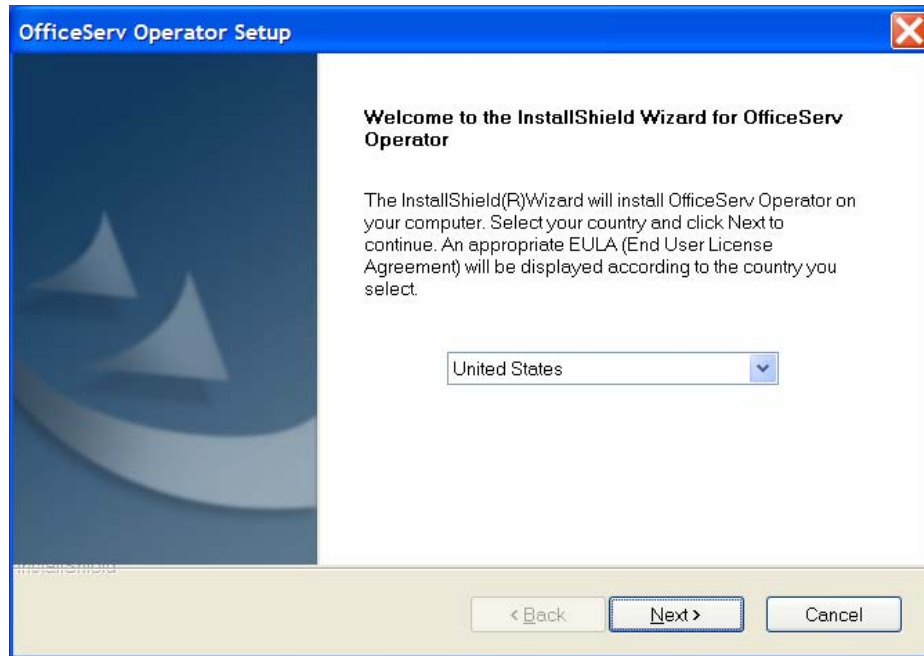 OfficeServ Operator Setup
Welcome to the InstallShield Wizard for OfficeServ
Operator
The InstallShield(R)Wizard will install OfficeServ Operator on
your computer. Select your country and click Next to
continue. An appropriate EULA (End User License
Agreement) will be displayed according to the country you
select.
United States
InstallShield
< Back
Next >
Cancel